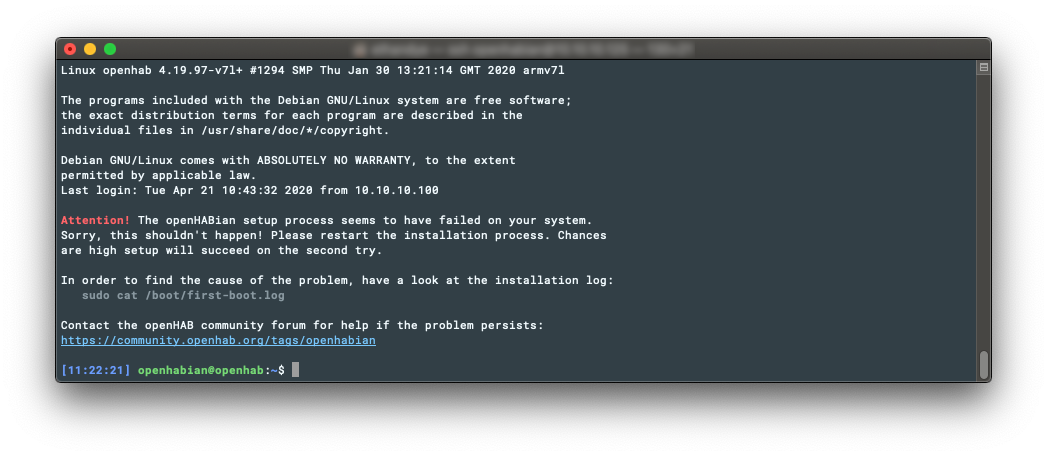 Linux openhab 4.19.97-v7l+ #1294 SMP Thu Jan 30 13:21:14 GMT 2020 armv7l
The programs included with the Debian GNU/Linux system are free software;
the exact distribution terms for each program are described in the
individual files in /usr/share/doc/*/copyright.
Debian GNU/Linux comes with ABSOLUTELY NO WARRANTY, to the extent
permitted by applicable law.
Last login: Tue Apr 21 10:43:32 2020 from 10.10.10.100
Attention! The openHABian setup process seems to have failed on your system.
Sorry, this shouldn't happen! Please restart the installation process. Chances
are high setup will succeed on the second try.
In order to find the cause of the problem, have a look at the installation log:
sudo cat /boot/first-boot.log
Contact the openHAB community forum for help if the problem persists:
https://community.openhab.org/tags/openhabian
[11:22:21] openhabian@openhab:~$